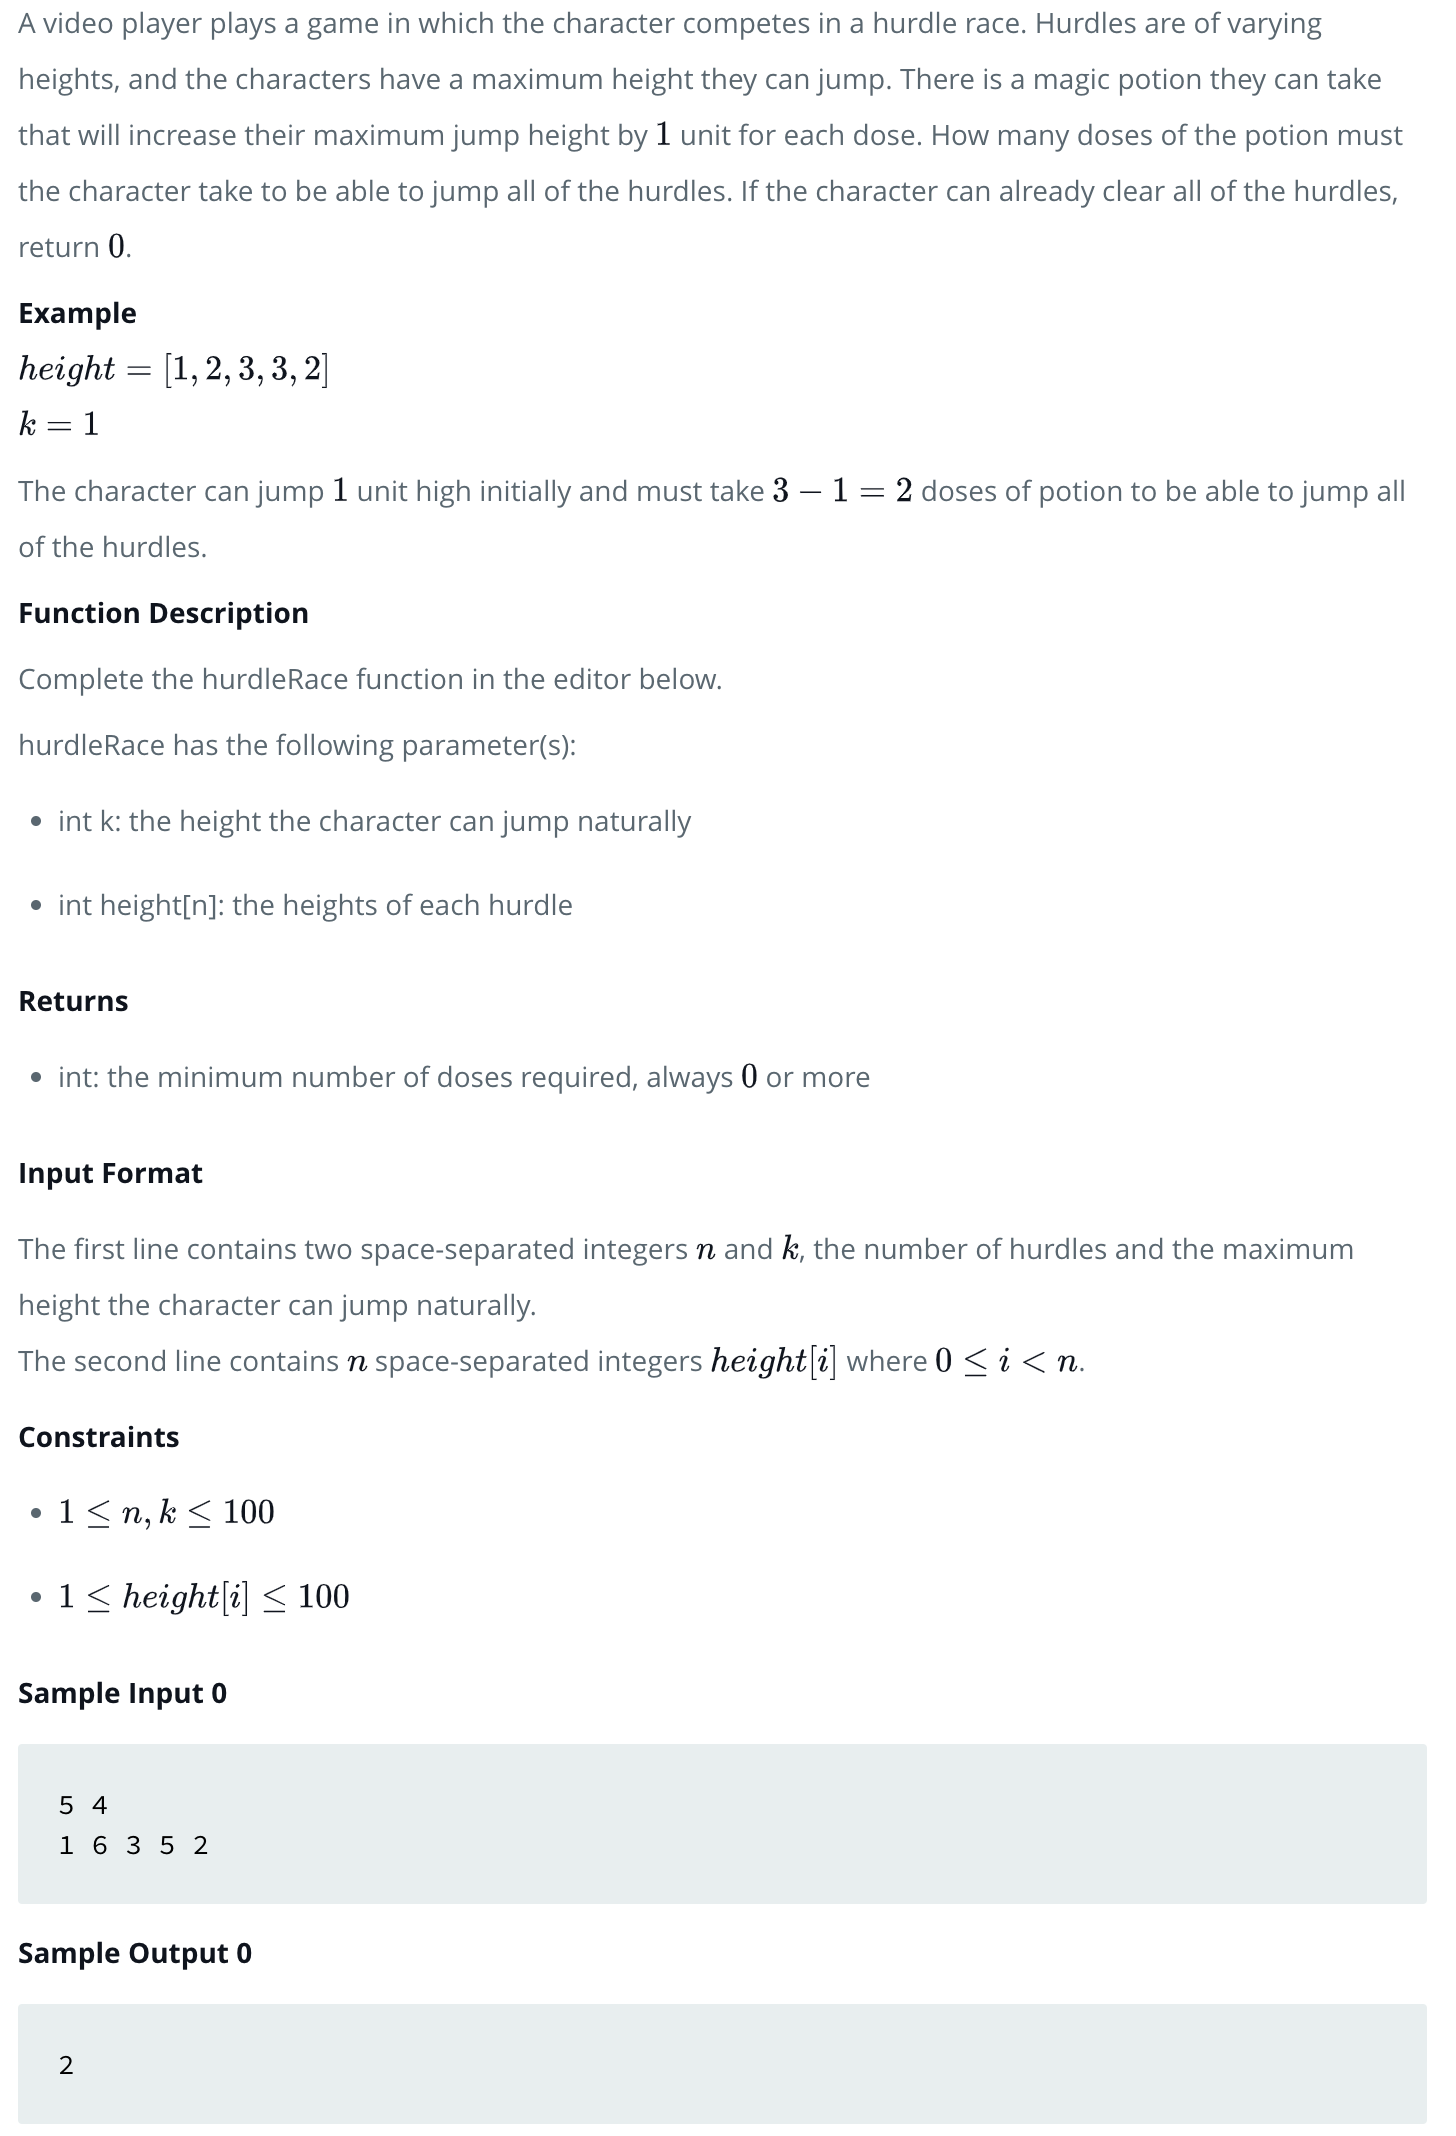 A video player plays a game in which the character competes in a hurdle race. Hurdles are of varying
heights, and the characters have a maximum height they can jump. There is a magic potion they can take
that will increase their maximum jump height by 1 unit for each dose. How many doses of the potion must
the character take to be able to jump all of the hurdles. If the character can already clear all of the hurdles,
return 0.
Example
height = [1, 2, 3, 3, 2]
k = 1
The character can jump 1 unit high initially and must take 3 − 1 = 2 doses of potion to be able to jump all
of the hurdles.
Function Description
Complete the hurdleRace function in the editor below.
hurdleRace has the following parameter(s):
• int k: the height the character can jump naturally
• int height[n]: the heights of each hurdle
Returns
• int: the minimum number of doses required, always 0 or more
Input Format
The first line contains two space-separated integers n and k, the number of hurdles and the maximum
height the character can jump naturally.
The second line contains n space-separated integers height[i] where 0 ≤ i < n.
Constraints
• 1 ≤ n, k ≤ 100
• 1 ≤ height[i] ≤ 100
Sample Input 0
5 4
1 6 3 5 2
Sample Output 0
2